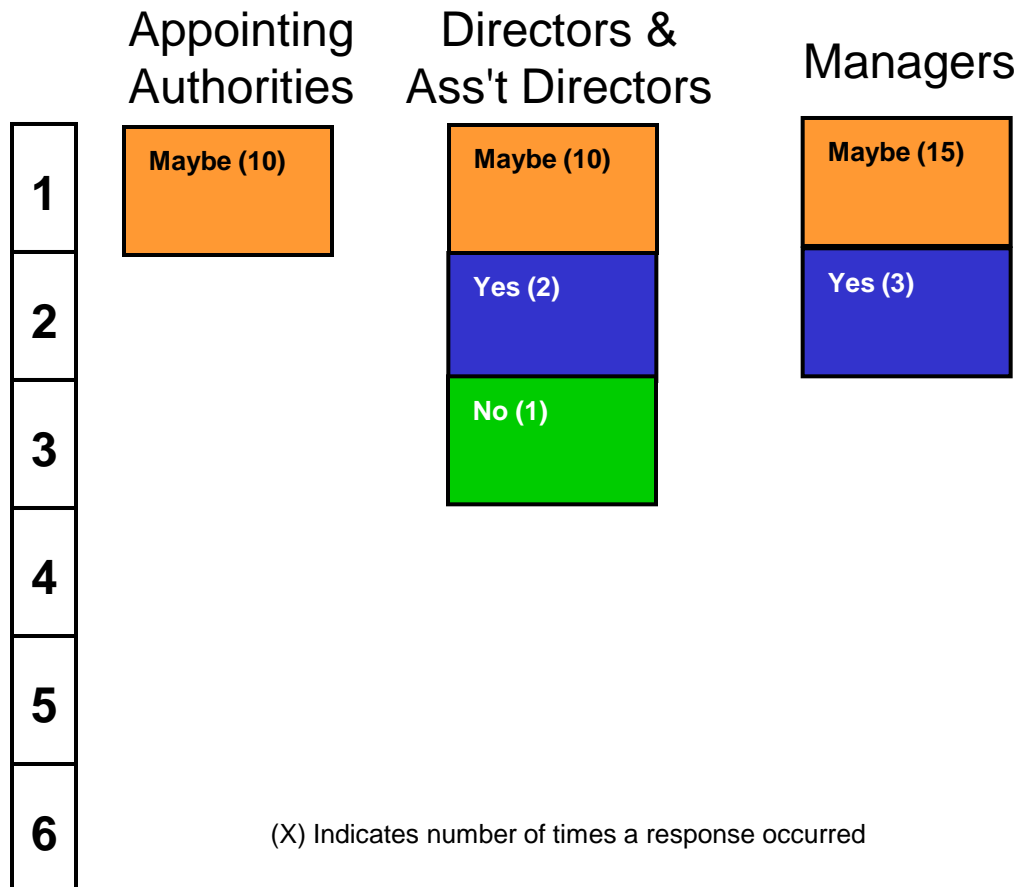 Appointing
Authorities
Directors &
Ass't Directors
Managers
1
Maybe (10)
Maybe (10)
Maybe (15)
2
Yes (2)
Yes (3)
3
No (1)
4
5
6
(X) Indicates number of times a response occurred